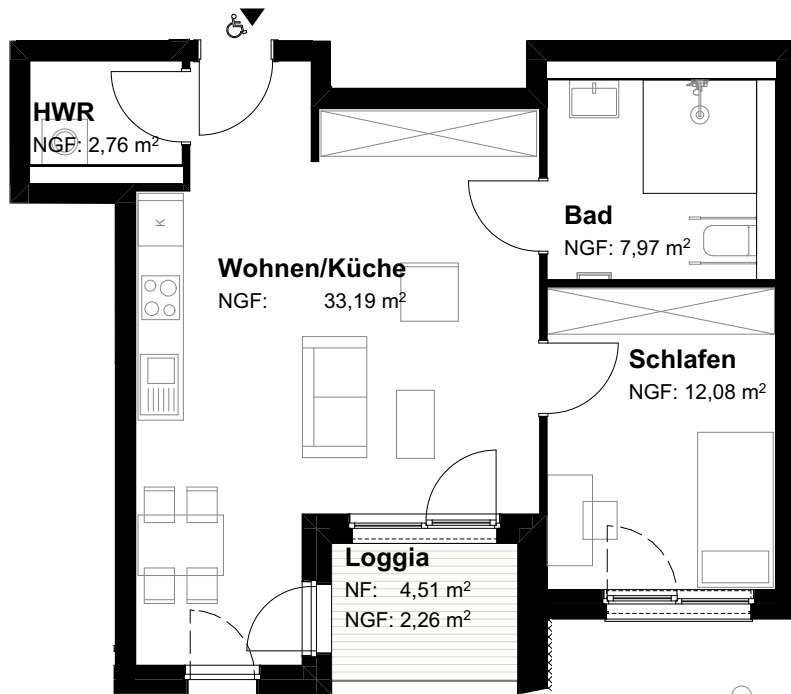 HWR
NGF: 2,76 m²
K
Bad
NGF: 7,97 m²
Wohnen/Küche
NGF: 33,19 m²
Schlafen
NGF: 12,08 m²
Loggia
NF: 4,51 m²
NGF: 2,26 m²